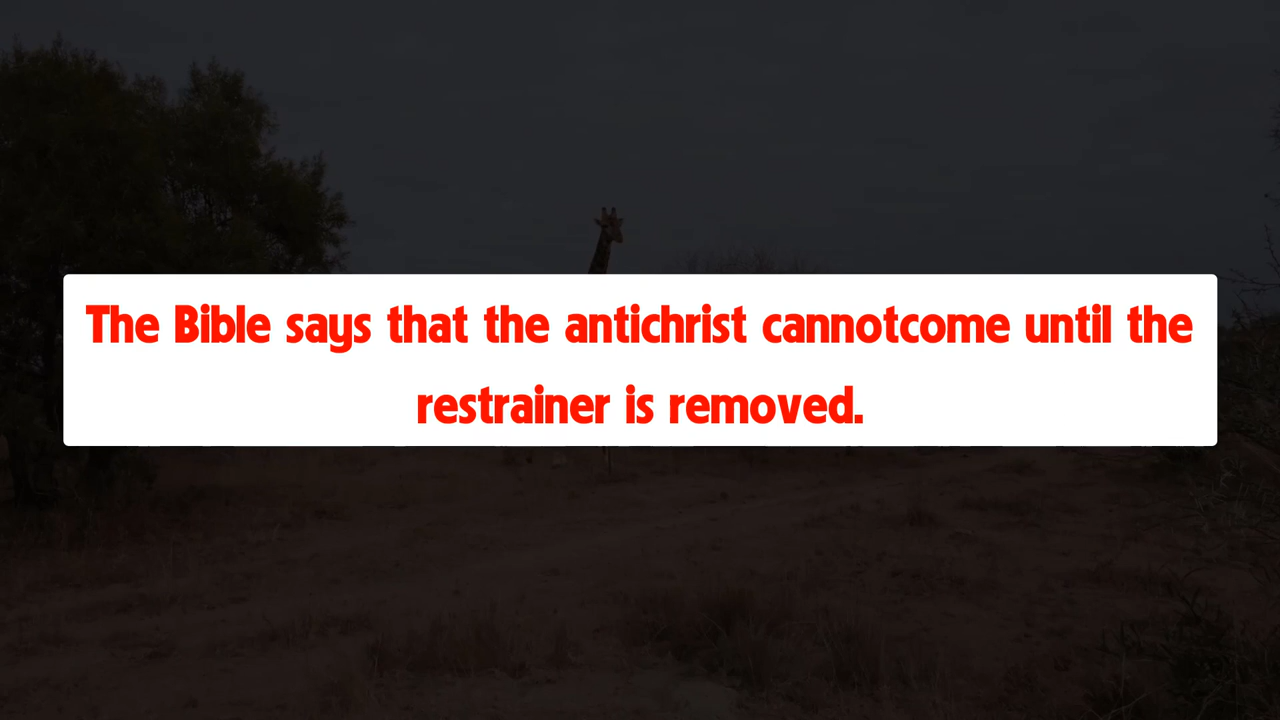 The Bible says that the antichrist cannotcome until the
restrainer is removed.